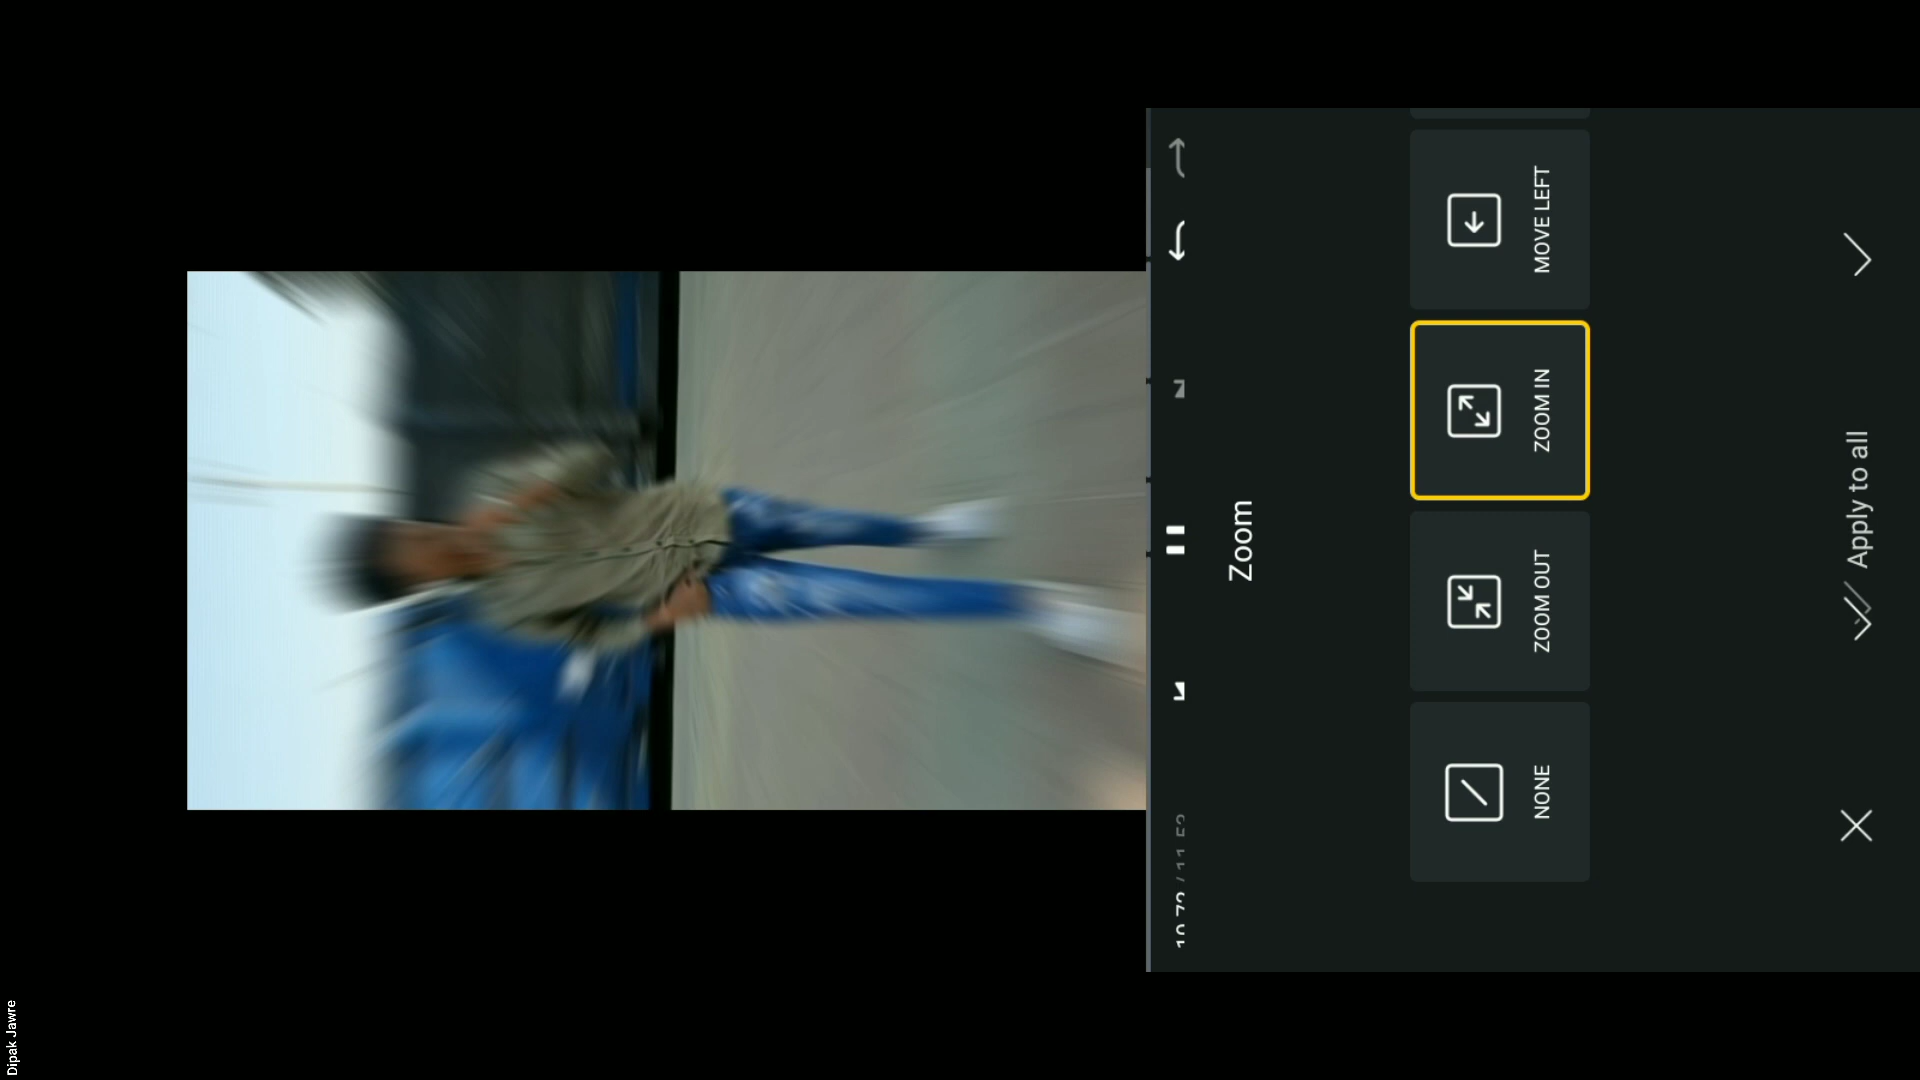 Zoom
NONE
ZOOM OUT
ZOOM IN
MOVE LEFT
Apply to all
Dipak Jawre